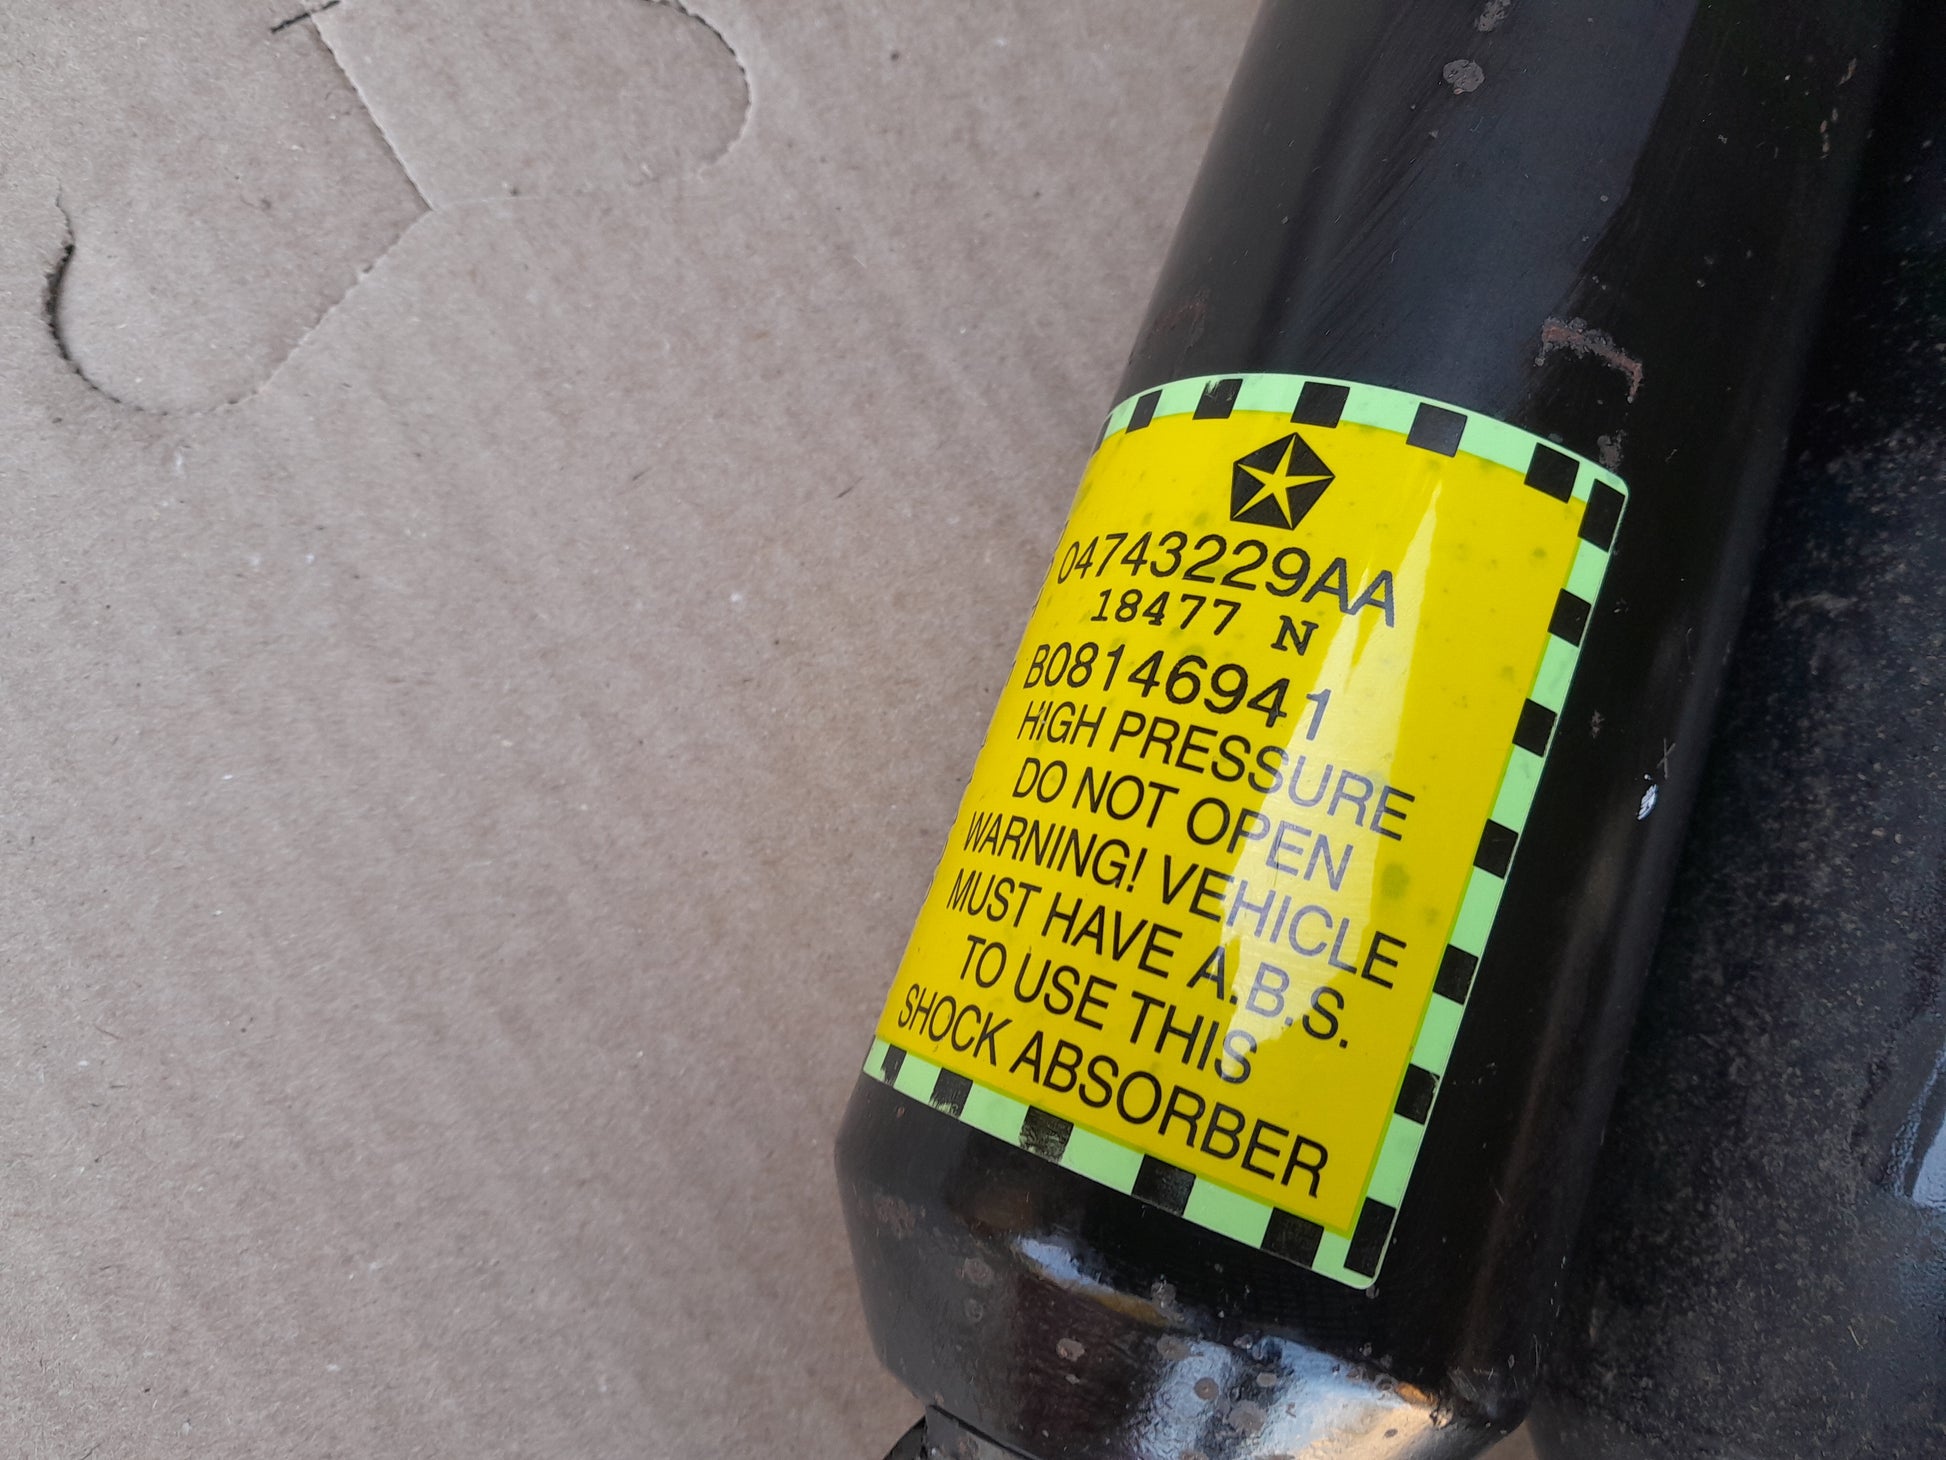 04743229AA
18477 N
B08146941
HIGH PRESSURE
DO NOT OPEN
WARNING! VEHICLE
MUST HAVE A.B.S.
TO USE THIS
SHOCK ABSORBER